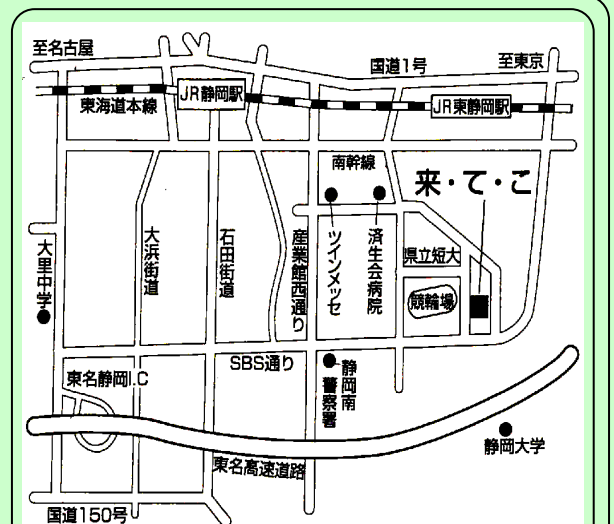 至名古屋
国道1号
至東京
JR静岡駅
東海道本線
JR東静岡駅
南幹線
来・て・こ
大里中学
大浜街道
石田街道
産業館西通り
ツインメッセ
済生会病院
県立短大
競輪場
SBS通り
静岡南
警察署
東名静岡I.C
静岡大学
東名高速道路
国道150号